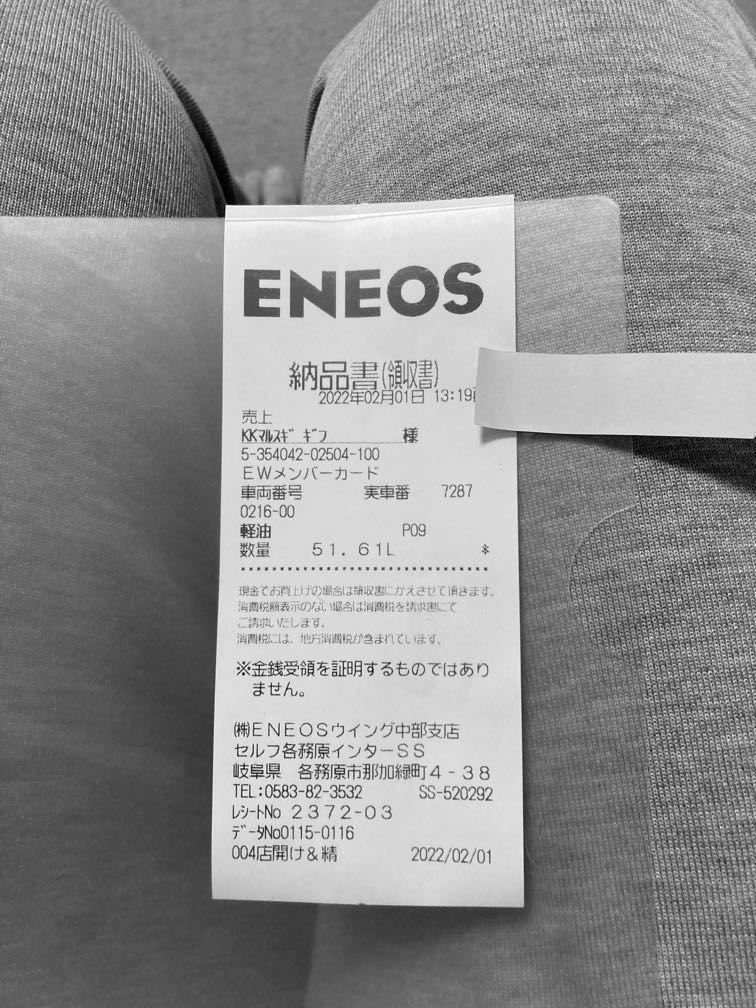 ENEOS
納品書(領収書)
2022年02月01日 13:19
売上
KKマルスギ ギフ 様
5-354042-02504-100
EWメンバーカード
車両番号 実車番 7287
0216-00
軽油 P09
数量 51.61L *
現金でお買上げの場合は領収書にかえさせて頂きます。
消費税額表示のない場合は消費税を請求書にて
ご請求いたします。
消費税には、地方消費税が含まれています。
※金銭受領を証明するものではあり
ません。
㈱ENEOSウイング中部支店
セルフ各務原インターSS
岐阜県 各務原市那加緑町4-38
TEL:0583-82-3532 SS-520292
レシートNo 2372-03
データNo0115-0116
004店開け&精 2022/02/01